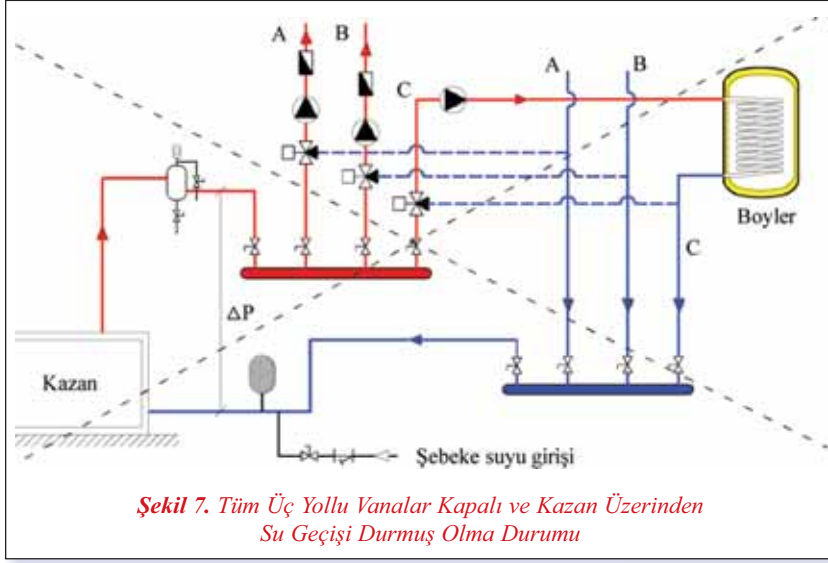 A
B
C
A
B
Boyler
C
ΔP
Kazan
Şebeke suyu girişi
Şekil 7. Tüm Üç Yollu Vanalar Kapalı ve Kazan Üzerinden
Su Geçişi Durmuş Olma Durumu